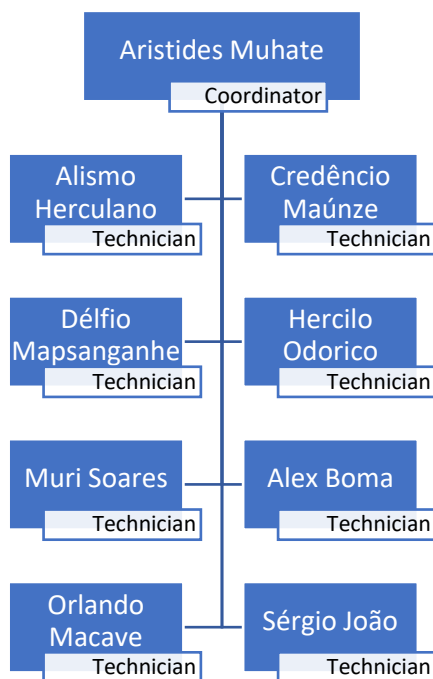 Aristides Muhate
Coordinator
Alismo
Herculano
Technician
Credêncio
Maúnze
Technician
Délfio
Mapsanganhe
Technician
Hercilo
Odorico
Technician
Muri Soares
Technician
Alex Boma
Technician
Orlando
Macave
Technician
Sérgio João
Technician